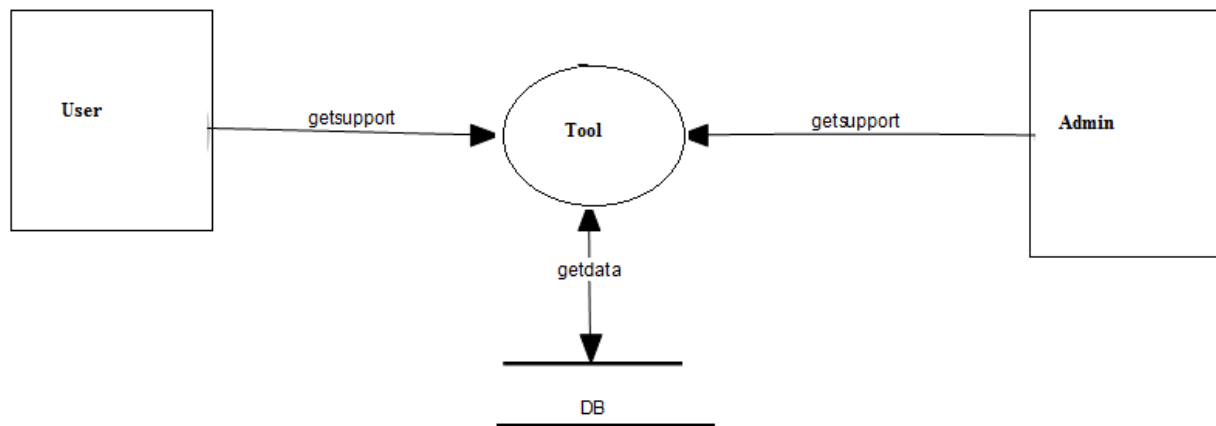 User
getsupport
Tool
getsupport
Admin
getdata
DB